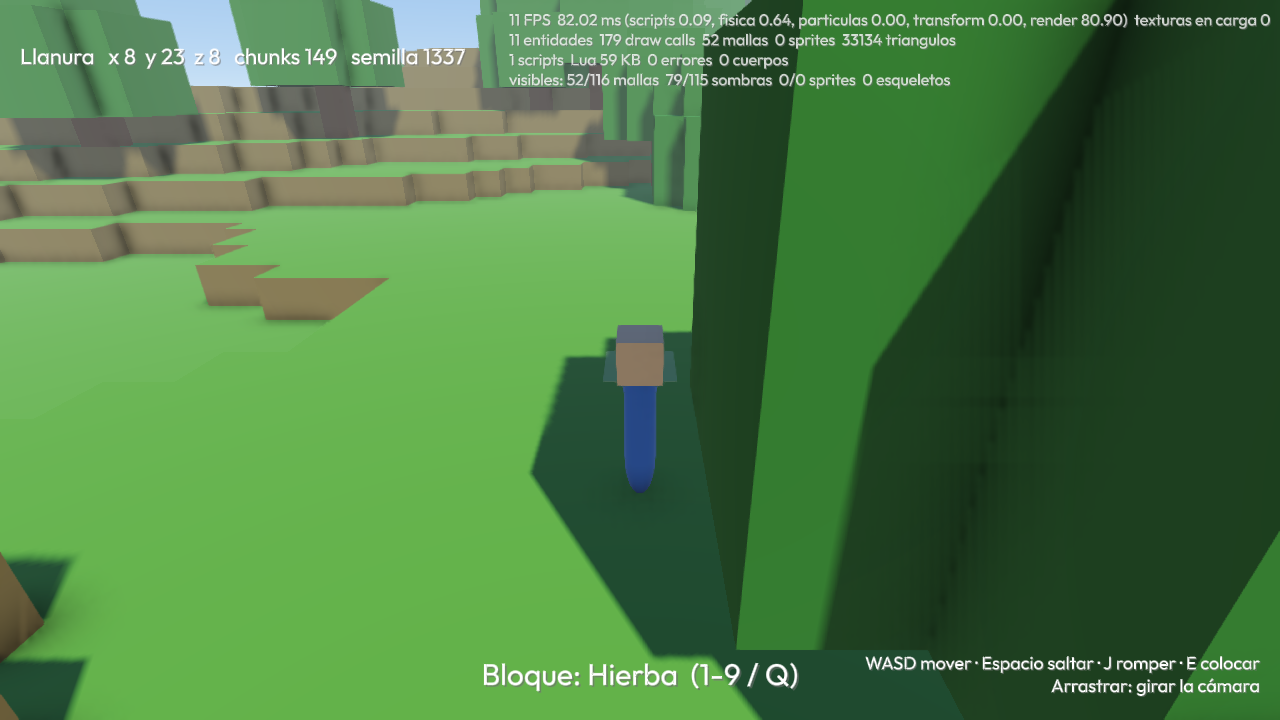 11 FPS  82.02 ms (scripts 0.09, fisica 0.64, particulas 0.00, transform 0.00, render 80.90)  texturas en carga 0
11 entidades  179 draw calls  52 mallas  0 sprites  33134 triangulos
Llanura  x 8  y 23  z 8  chunks 149  semilla 1337
1 scripts  Lua 59 KB  0 errores  0 cuerpos
visibles: 52/116 mallas  79/115 sombras  0/0 sprites  0 esqueletos
Bloque: Hierba  (1-9 / Q)
WASD mover · Espacio saltar · J romper · E colocar
Arrastrar: girar la cámara